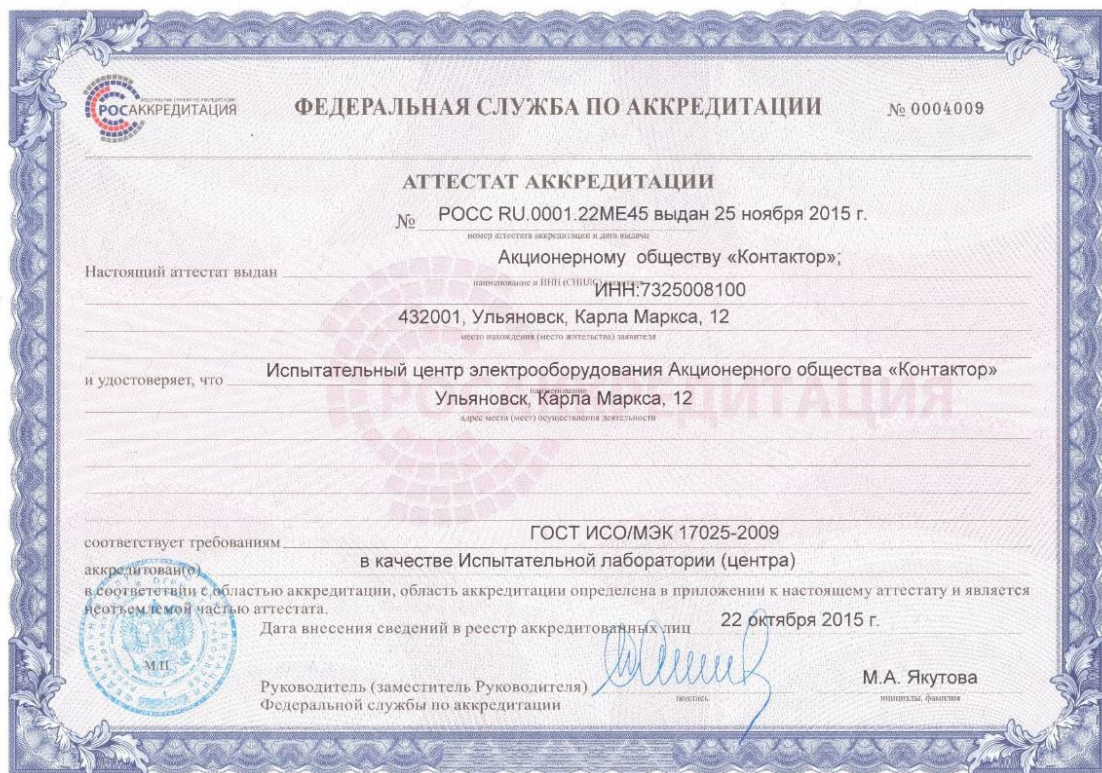 РОСАККРЕДИТАЦИЯ
ФЕДЕРАЛЬНАЯ СЛУЖБА ПО АККРЕДИТАЦИИ № 0004009
АТТЕСТАТ АККРЕДИТАЦИИ
№ РОСС RU.0001.22МЕ45 выдан 25 ноября 2015 г.
номер аттестата аккредитации и дата выдачи
Настоящий аттестат выдан Акционерному обществу «Контактор»;
наименование и ИНН (СНИЛС)
ИНН:7325008100
432001, Ульяновск, Карла Маркса, 12
место нахождения (место жительства) заявителя
и удостоверяет, что Испытательный центр электрооборудования Акционерного общества «Контактор»
наименование
Ульяновск, Карла Маркса, 12
адрес места (мест) осуществления деятельности
соответствует требованиям ГОСТ ИСО/МЭК 17025-2009
аккредитован(о) в качестве Испытательной лаборатории (центра)
в соответствии с областью аккредитации, область аккредитации определена в приложении к настоящему аттестату и является
неотъемлемой частью аттестата.
Дата внесения сведений в реестр аккредитованных лиц 22 октября 2015 г.
М.П.
Руководитель (заместитель Руководителя) М.А. Якутова
Федеральной службы по аккредитации подпись инициалы, фамилия